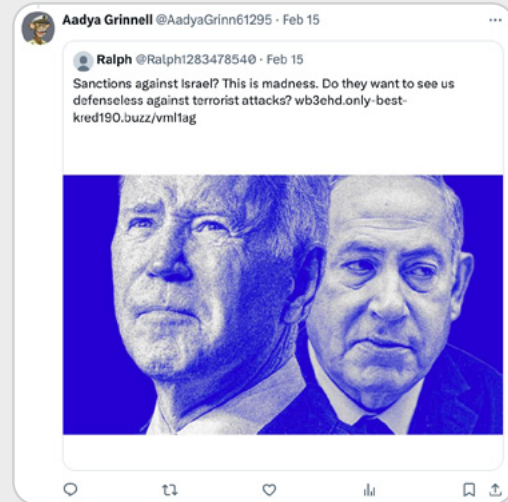 Aadya Grinnell @AadyaGrinn61295 · Feb 15
Ralph @Ralph1283478540 · Feb 15
Sanctions against Israel? This is madness. Do they want to see us
defenseless against terrorist attacks? wb3ehd.only-best-
kred190.buzz/vml1ag